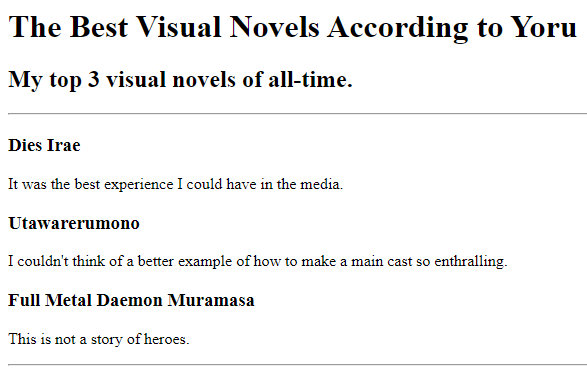 The Best Visual Novels According to Yoru
My top 3 visual novels of all-time.
Dies Irae
It was the best experience I could have in the media.
Utawarerumono
I couldn't think of a better example of how to make a main cast so enthralling.
Full Metal Daemon Muramasa
This is not a story of heroes.